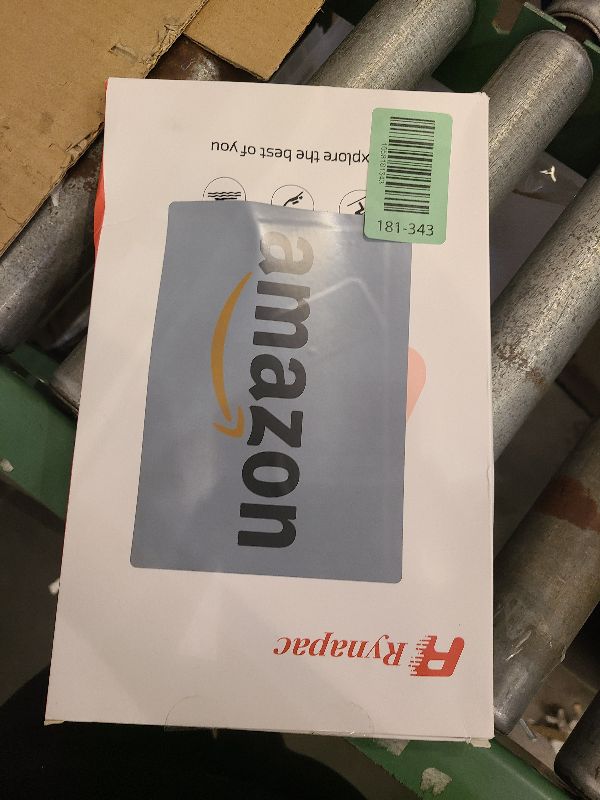 xplore the best of you
181-343
amazon
Rynapac